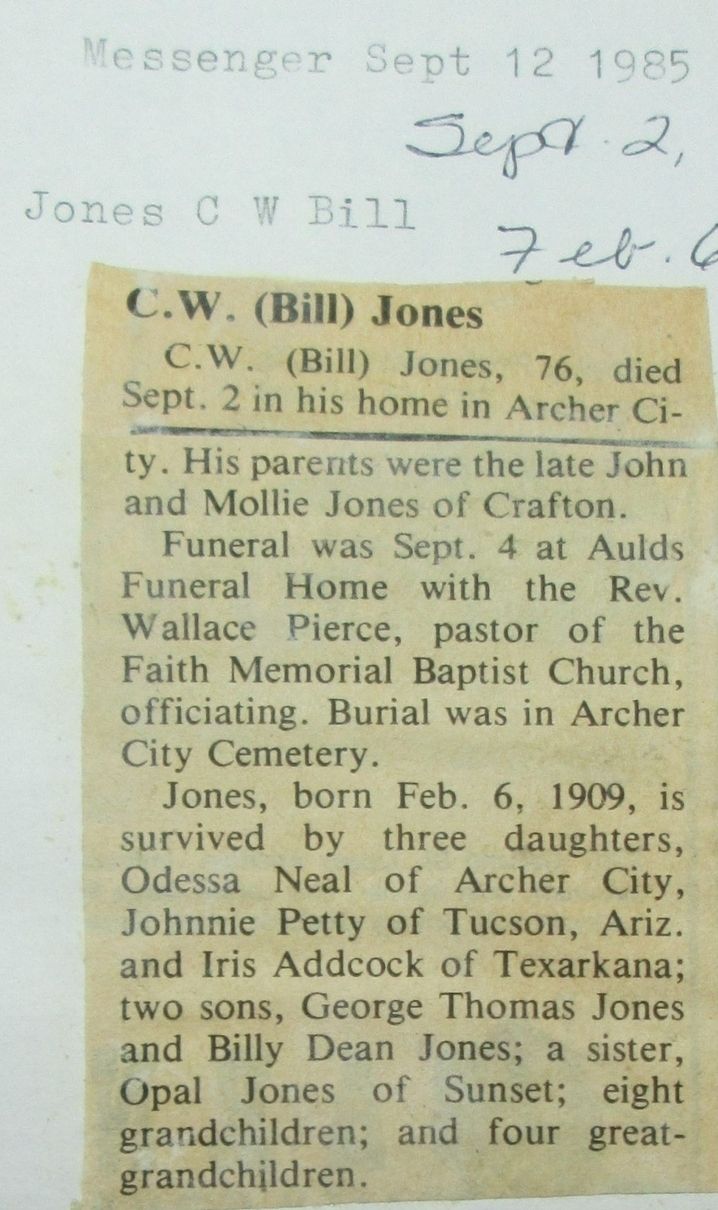 Messenger Sept 12 1985
Sept. 2,
Jones C W Bill
Feb. 6
C.W. (Bill) Jones
C.W. (Bill) Jones, 76, died
Sept. 2 in his home in Archer Ci-
ty. His parents were the late John
and Mollie Jones of Crafton.
Funeral was Sept. 4 at Aulds
Funeral Home with the Rev.
Wallace Pierce, pastor of the
Faith Memorial Baptist Church,
officiating. Burial was in Archer
City Cemetery.
Jones, born Feb. 6, 1909, is
survived by three daughters,
Odessa Neal of Archer City,
Johnnie Petty of Tucson, Ariz.
and Iris Addcock of Texarkana;
two sons, George Thomas Jones
and Billy Dean Jones; a sister,
Opal Jones of Sunset; eight
grandchildren; and four great-
grandchildren.